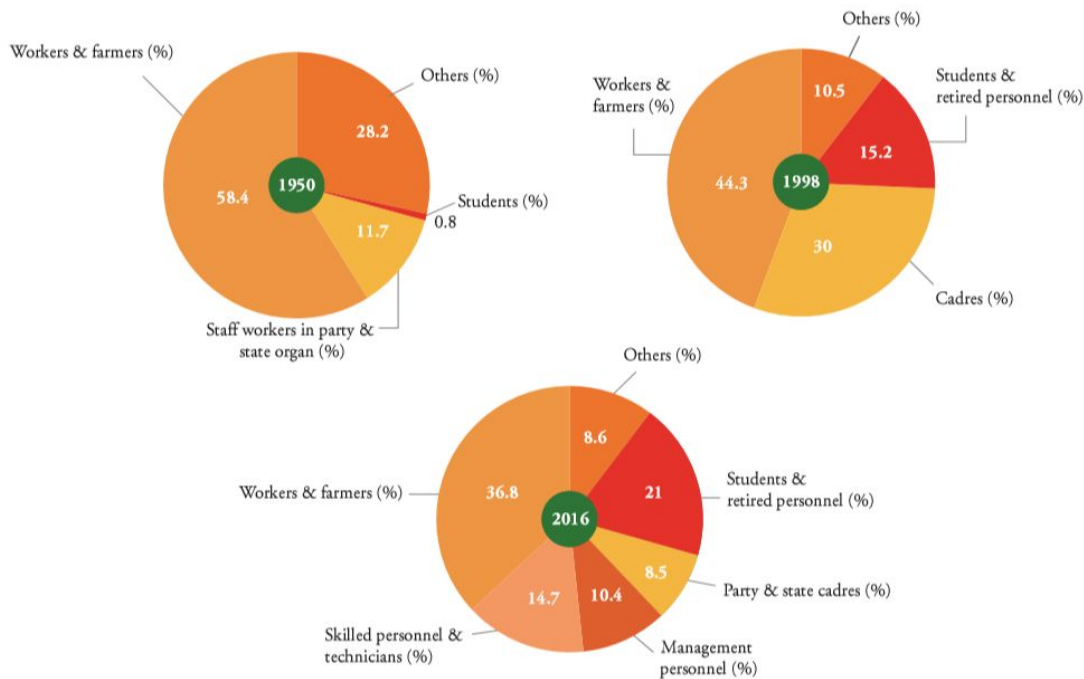 Workers & farmers (%)
Others (%)
28.2
1950
58.4
Students (%)
0.8
11.7
Staff workers in party &
state organ (%)
Others (%)
Workers &
farmers (%)
Students &
retired personnel (%)
10.5
15.2
44.3
1998
30
Cadres (%)
Others (%)
8.6
Students &
retired personnel (%)
Workers & farmers (%)
36.8
21
2016
8.5
Party & state cadres (%)
14.7
10.4
Skilled personnel &
technicians (%)
Management
personnel (%)